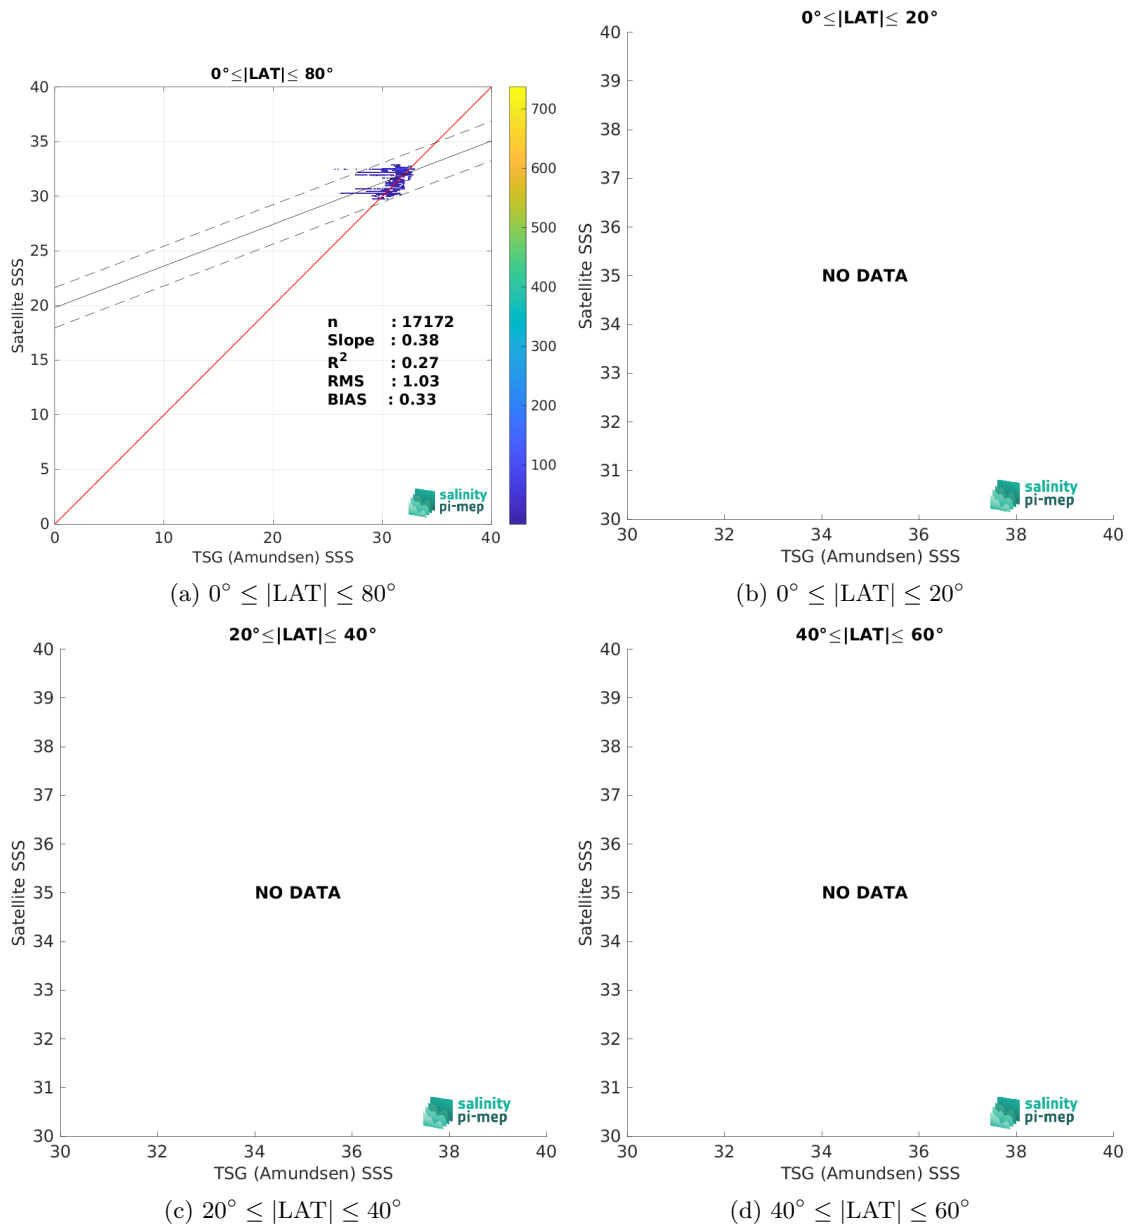 0°≤|LAT|≤ 80°
40
35
30
25
20
15
10
5
0
Satellite SSS
0
10
20
30
40
TSG (Amundsen) SSS
700
600
500
400
300
200
100
n : 17172
Slope : 0.38
R² : 0.27
RMS : 1.03
BIAS : 0.33
salinity
pi-mep
(a) 0° ≤ |LAT| ≤ 80°
0°≤|LAT|≤ 20°
40
39
38
37
36
35
34
33
32
31
30
Satellite SSS
NO DATA
30
32
34
36
38
40
TSG (Amundsen) SSS
salinity
pi-mep
(b) 0° ≤ |LAT| ≤ 20°
20°≤|LAT|≤ 40°
40
39
38
37
36
35
34
33
32
31
30
Satellite SSS
NO DATA
30
32
34
36
38
40
TSG (Amundsen) SSS
salinity
pi-mep
(c) 20° ≤ |LAT| ≤ 40°
40°≤|LAT|≤ 60°
40
39
38
37
36
35
34
33
32
31
30
Satellite SSS
NO DATA
30
32
34
36
38
40
TSG (Amundsen) SSS
salinity
pi-mep
(d) 40° ≤ |LAT| ≤ 60°